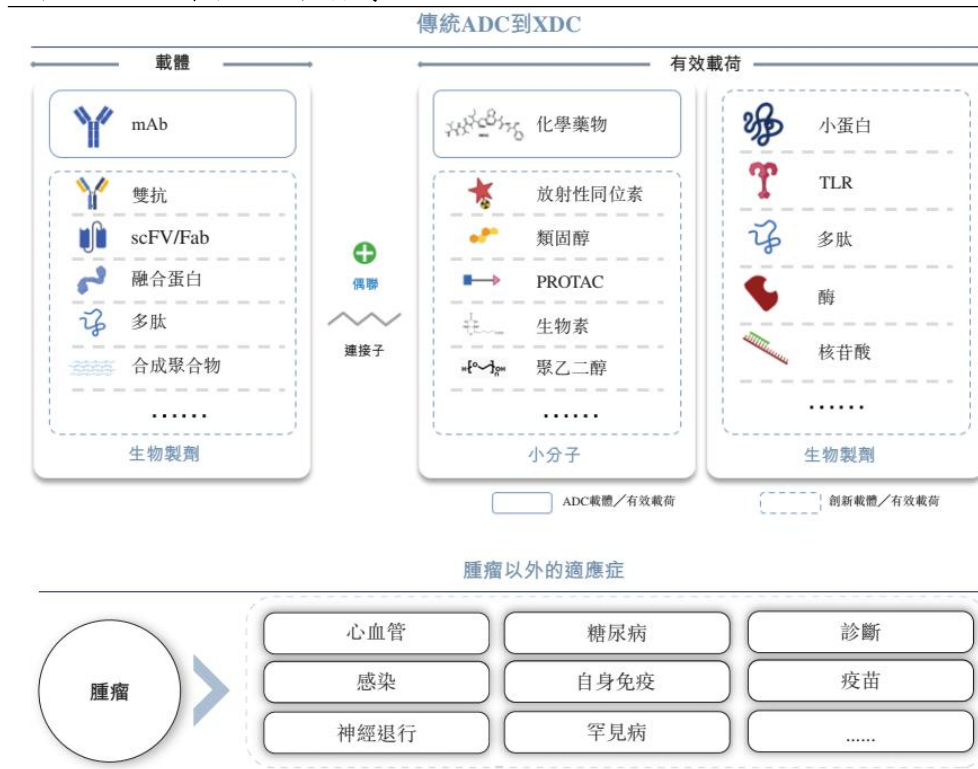 傳統ADC到XDC
載體
有效載荷
mAb
雙抗
scFV/Fab
融合蛋白
多肽
合成聚合物
......
生物製劑
偶聯
連接子
化學藥物
放射性同位素
類固醇
PROTAC
生物素
聚乙二醇
......
小分子
小蛋白
TLR
多肽
酶
核苷酸
......
生物製劑
ADC載體／有效載荷
創新載體／有效載荷
腫瘤以外的適應症
腫瘤
心血管
糖尿病
診斷
感染
自身免疫
疫苗
神經退行
罕見病
......